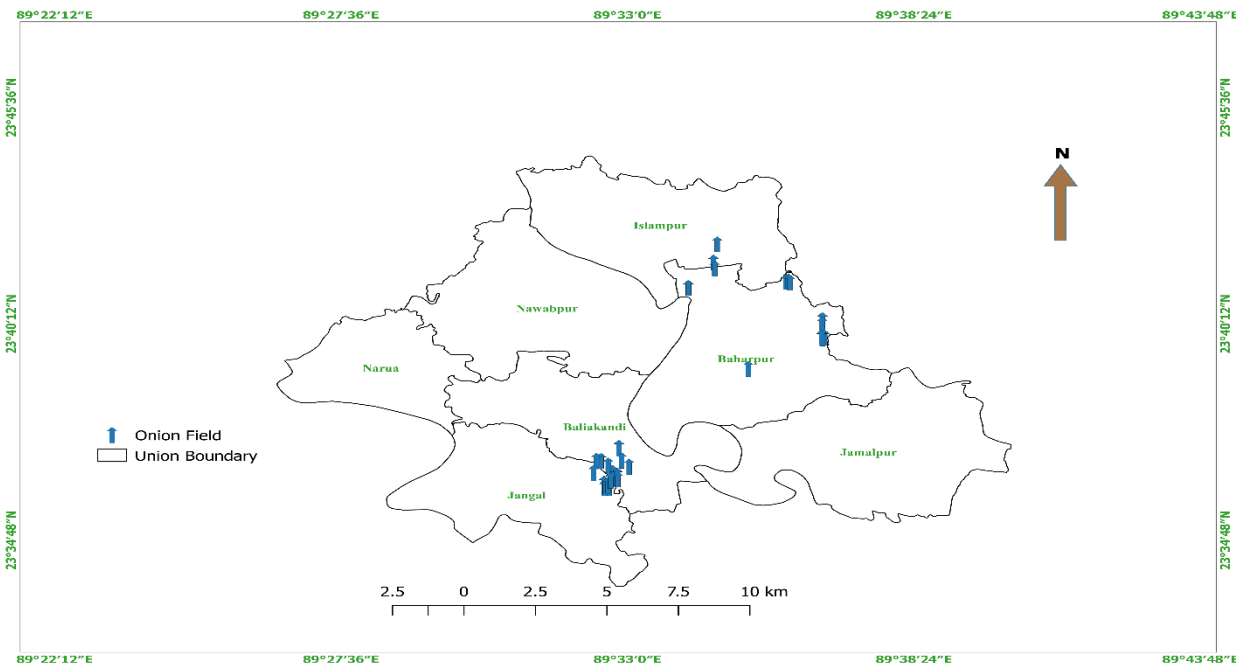 89°22'12"E 89°27'36"E 89°33'0"E 89°38'24"E 89°43'48"E
23°45'36"N
23°45'36"N
N
Islampur
Nawabpur
23°40'12"N
23°40'12"N
Baharpur
Narua
Baliakandi
Onion Field
Union Boundary
Jamalpur
Jangal
23°34'48"N
23°34'48"N
2.5 0 2.5 5 7.5 10 km
89°22'12"E 89°27'36"E 89°33'0"E 89°38'24"E 89°43'48"E